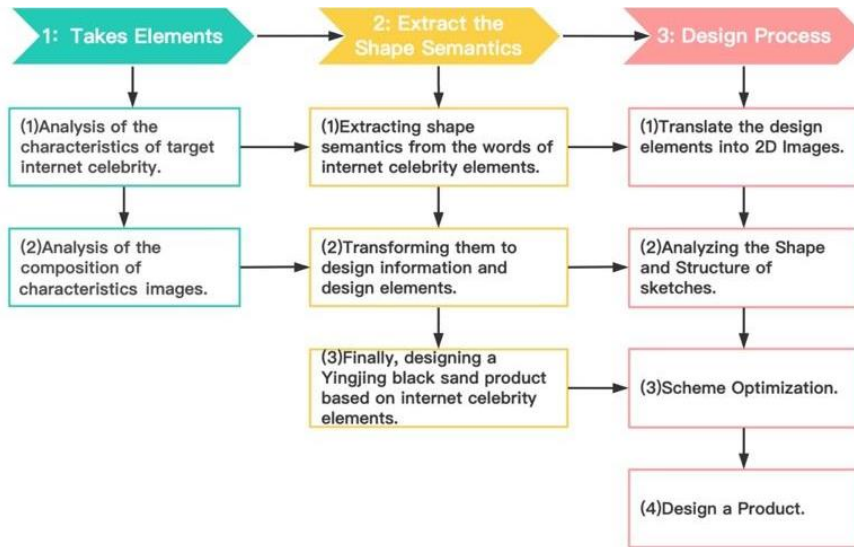 1: Takes Elements
2: Extract the
Shape Semantics
3: Design Process
(1)Analysis of the
characteristics of target
internet celebrity.
(1)Extracting shape
semantics from the words of
internet celebrity elements.
(1)Translate the design
elements into 2D Images.
(2)Analysis of the
composition of
characteristics images.
(2)Transforming them to
design information and
design elements.
(2)Analyzing the Shape
and Structure of
sketches.
(3)Finally, designing a
Yingjing black sand product
based on internet celebrity
elements.
(3)Scheme Optimization.
(4)Design a Product.